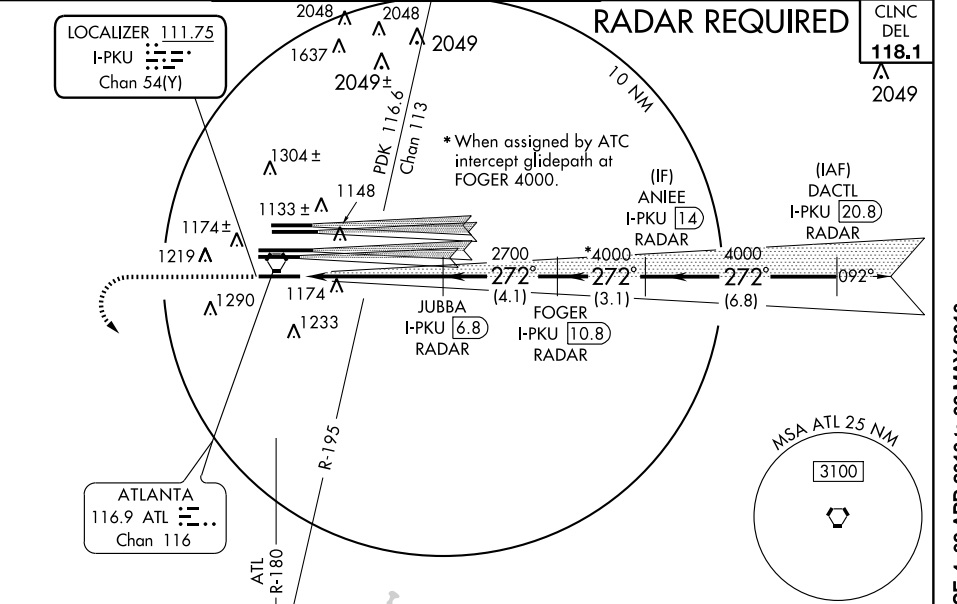 RADAR REQUIRED
CLNC
DEL
118.1
2049
LOCALIZER 111.75
I-PKU
Chan 54(Y)
2048
2048
1637
2049
2049±
10 NM
PDK 116.6
Chan 113
* When assigned by ATC
intercept glidepath at
FOGER 4000.
1304 ±
1148
1133 ±
1174±
1219
(IF)
ANIEE
I-PKU 14
RADAR
(IAF)
DACTL
I-PKU 20.8
RADAR
2700
*4000
4000
272°
272°
272°
092°
(4.1)
(3.1)
(6.8)
1290
1174
1233
JUBBA
I-PKU 6.8
RADAR
FOGER
I-PKU 10.8
RADAR
R-195
MSA ATL 25 NM
3100
ATLANTA
116.9 ATL
Chan 116
ATL
R-180